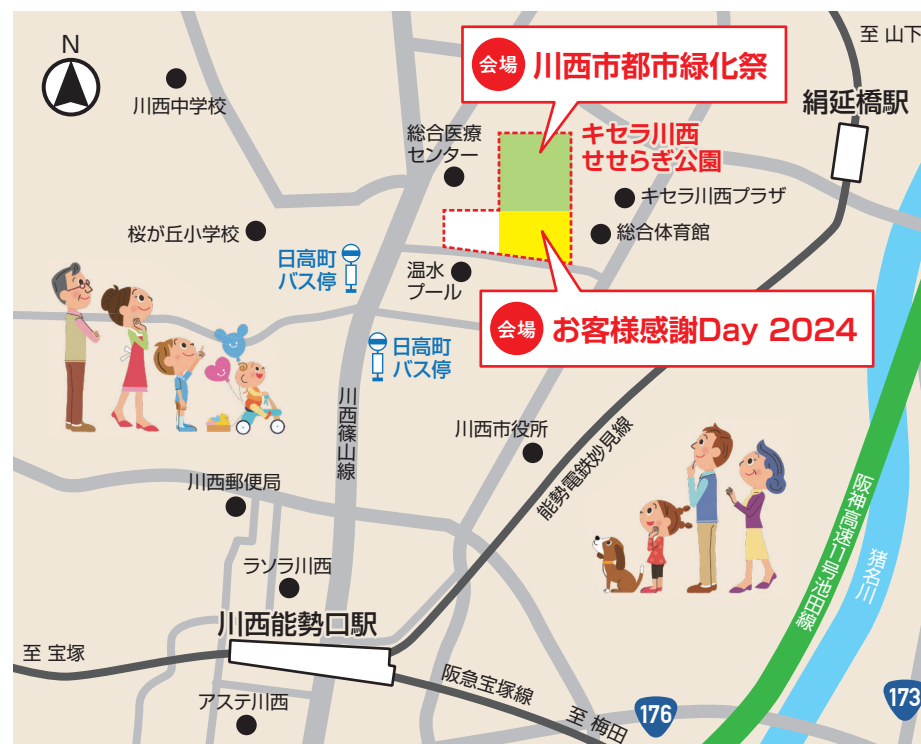 N
至 山下
会場 川西市都市緑化祭
川西中学校
絹延橋駅
総合医療
センター
キセラ川西
せせらぎ公園
キセラ川西プラザ
桜が丘小学校
総合体育館
日高町
バス停
温水
プール
会場 お客様感謝Day 2024
日高町
バス停
川西篠山線
川西市役所
能勢電鉄妙見線
川西郵便局
阪神高速11号池田線
猪名川
ラソラ川西
川西能勢口駅
至 宝塚
阪急宝塚線
アステ川西
至 梅田
176
173